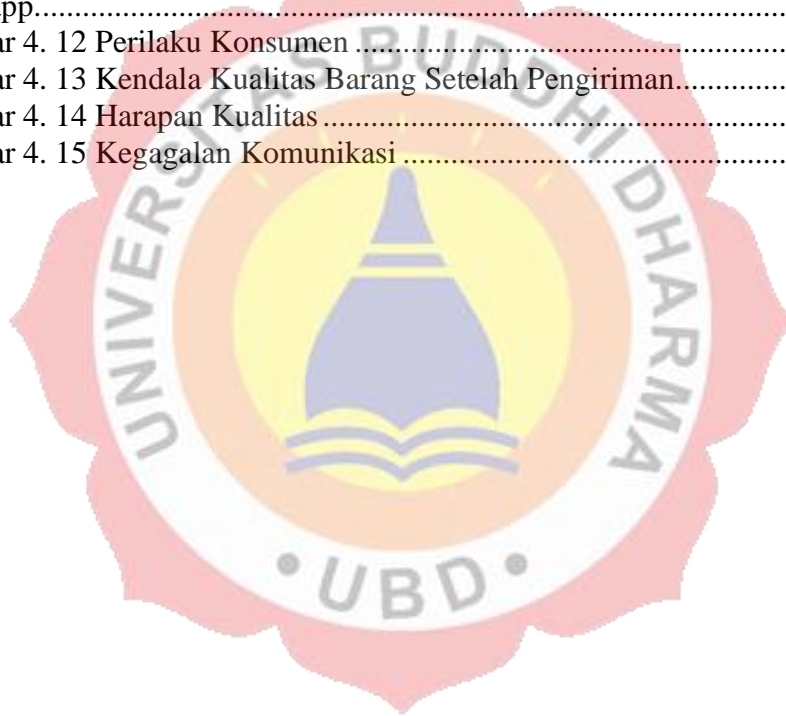 pp...............................................................................................
ar 4. 12 Perilaku Konsumen .......................................................
ar 4. 13 Kendala Kualitas Barang Setelah Pengiriman..............
ar 4. 14 Harapan Kualitas ...........................................................
ar 4. 15 Kegagalan Komunikasi .................................................
UNIVERSITAS BUDDHI DHARMA
• UBD •